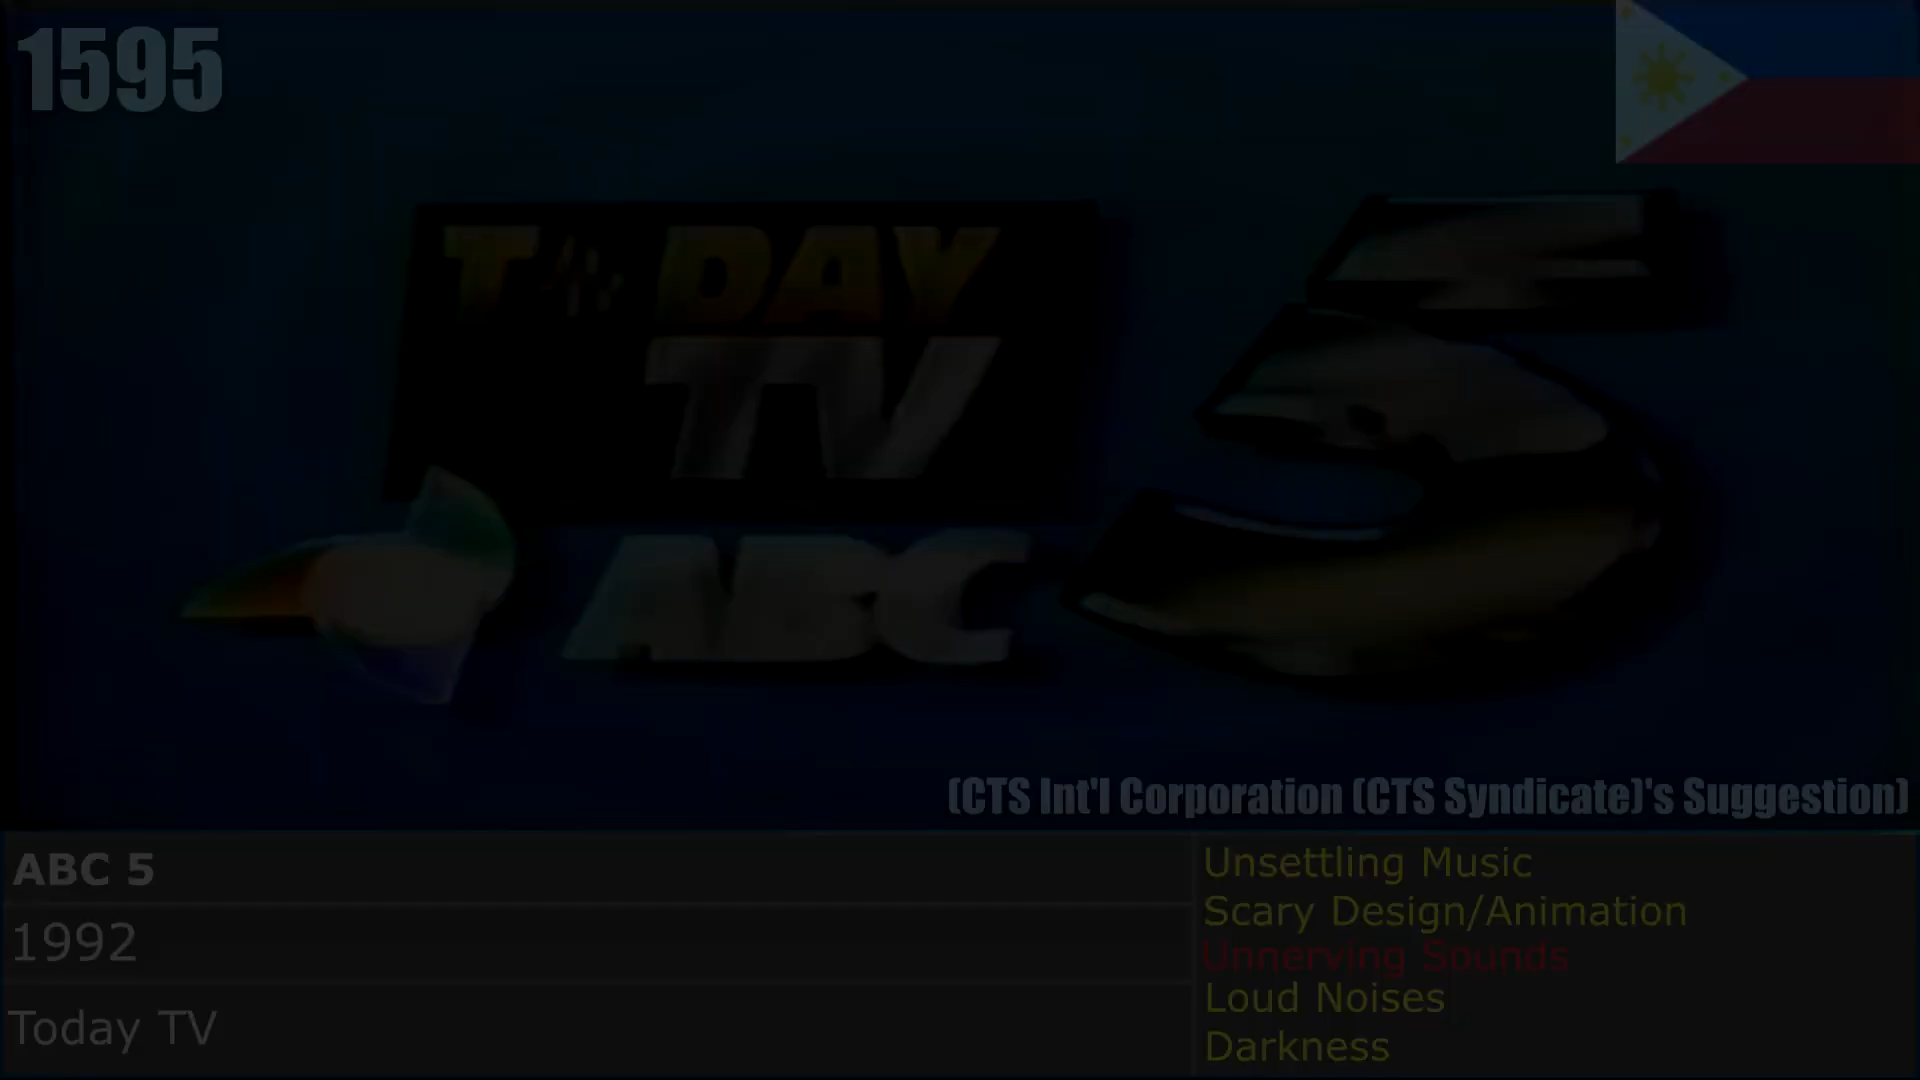 1595
T DAY
TV
ABC
5
(CTS Int'l Corporation (CTS Syndicate)'s Suggestion)
ABC 5
1992
Today TV
Unsettling Music
Scary Design/Animation
Unnerving Sounds
Loud Noises
Darkness